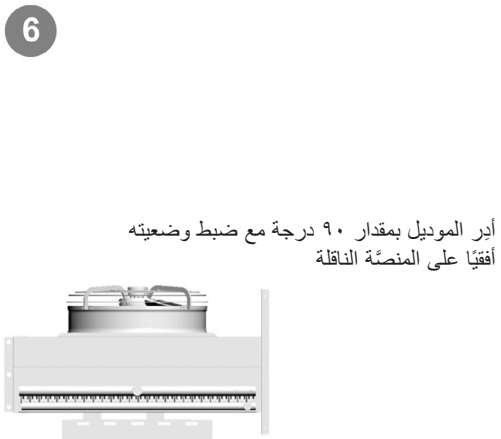 6
أدِر الموديل بمقدار ٩٠ درجة مع ضبط وضعيته
أفقيًا على المنصَّة الناقلة